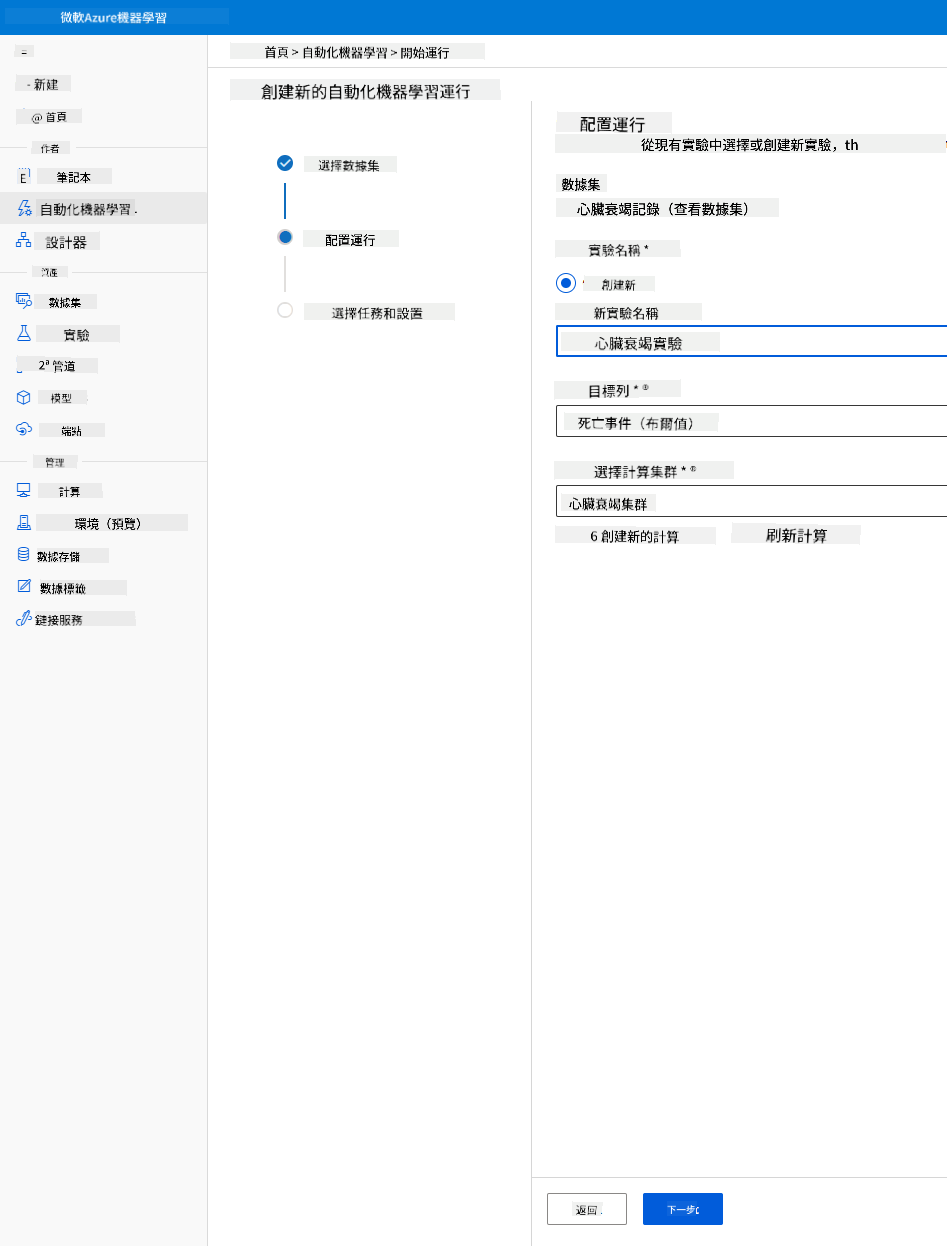 微軟Azure機器學習
首頁 > 自動化機器學習 > 開始運行
- 新建
@ 首頁
作者
筆記本
自動化機器學習 .
設計器
資產
數據集
實驗
2ª 管道
模型
端點
管理
計算
環境（預覽）
數據存儲
數據標籤
鏈接服務
創建新的自動化機器學習運行
選擇數據集
配置運行
選擇任務和設置
配置運行
從現有實驗中選擇或創建新實驗，th
數據集
心臟衰竭記錄（查看數據集）
實驗名稱 *
創建新
新實驗名稱
心臟衰竭實驗
目標列 * ①
死亡事件（布爾值）
選擇計算集群 * ①
心臟衰竭集群
6 創建新的計算
刷新計算
返回
下一步